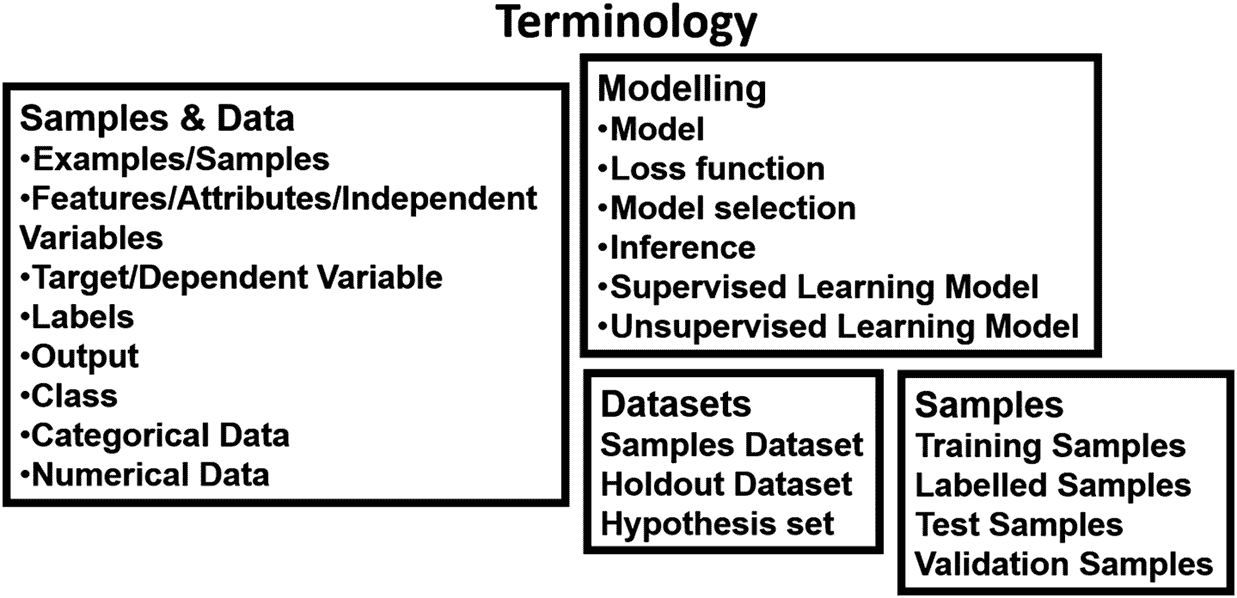 Terminology
Samples & Data
•Examples/Samples
•Features/Attributes/Independent
Variables
•Target/Dependent Variable
•Labels
•Output
•Class
•Categorical Data
•Numerical Data
Modelling
•Model
•Loss function
•Model selection
•Inference
•Supervised Learning Model
•Unsupervised Learning Model
Datasets
Samples Dataset
Holdout Dataset
Hypothesis set
Samples
Training Samples
Labelled Samples
Test Samples
Validation Samples